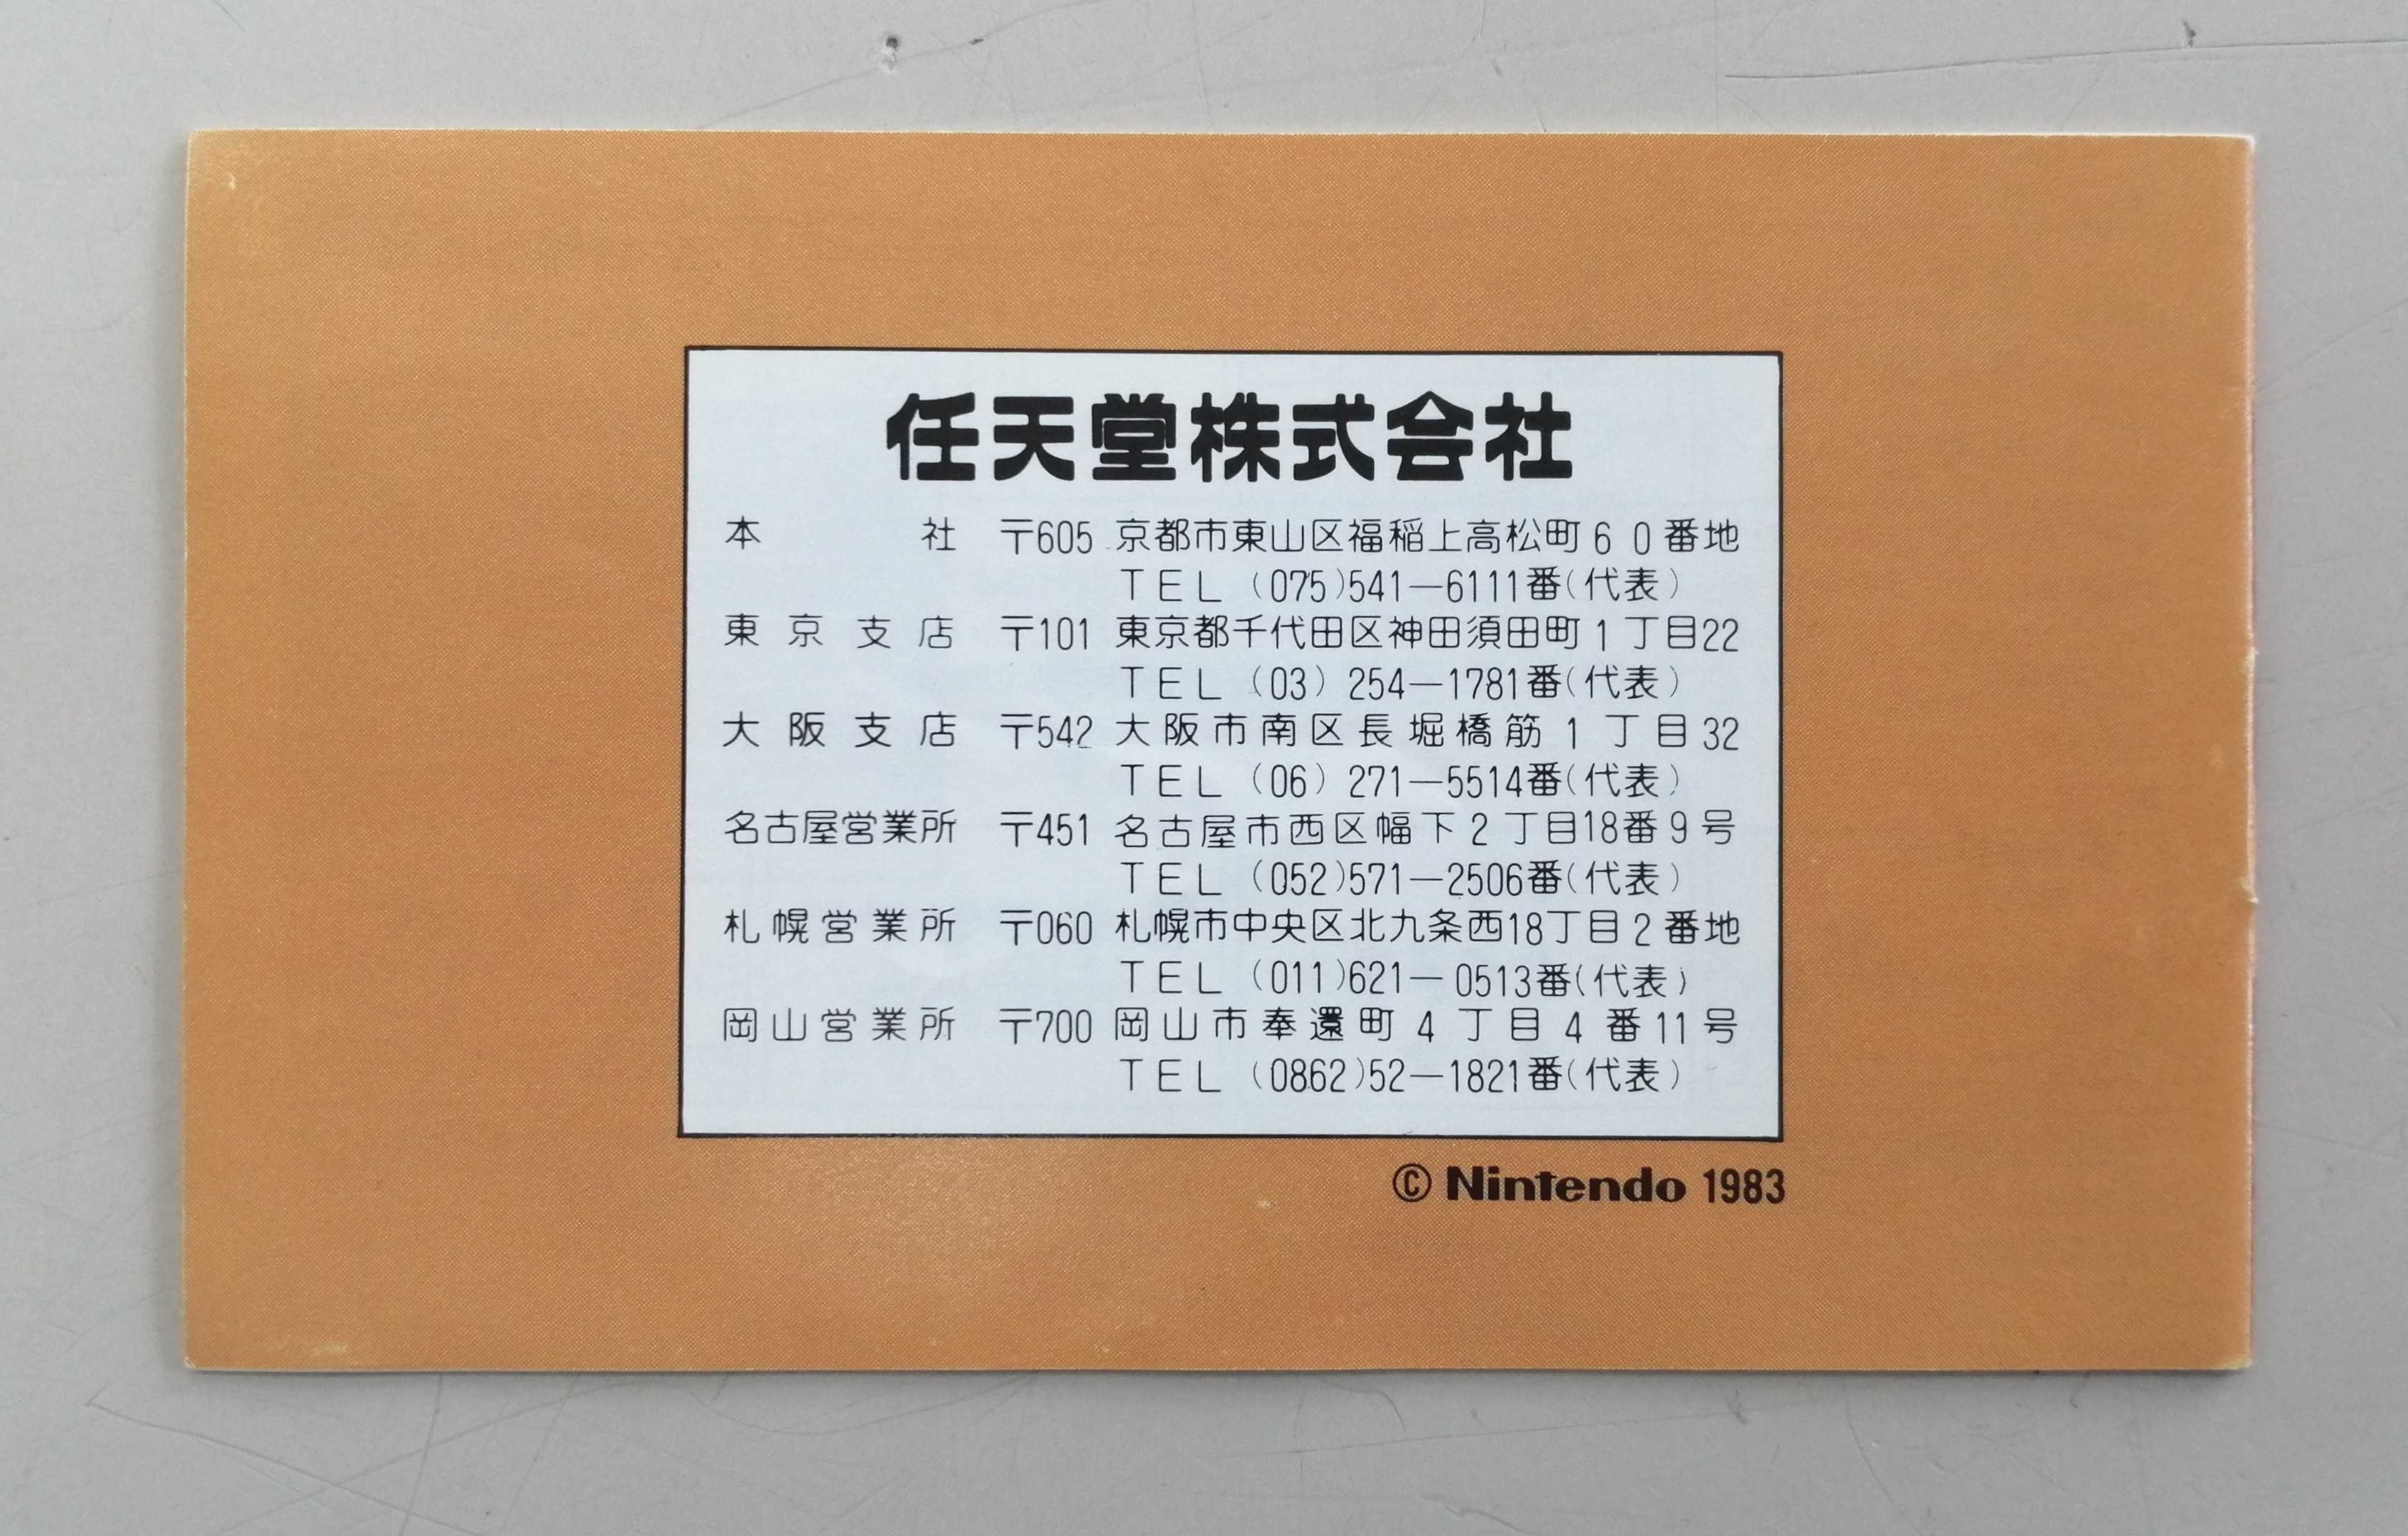 任天堂株式会社
本社 〒605 京都市東山区福稲上高松町60番地
TEL (075)541―6111番(代表)
東京支店 〒101 東京都千代田区神田須田町1丁目22
TEL (03) 254―1781番(代表)
大阪支店 〒542 大阪市南区長堀橋筋1丁目32
TEL (06) 271―5514番(代表)
名古屋営業所 〒451 名古屋市西区幅下2丁目18番9号
TEL (052)571―2506番(代表)
札幌営業所 〒060 札幌市中央区北九条西18丁目2番地
TEL (011)621―0513番(代表)
岡山営業所 〒700 岡山市奉還町4丁目4番11号
TEL (0862)52―1821番(代表)
© Nintendo 1983